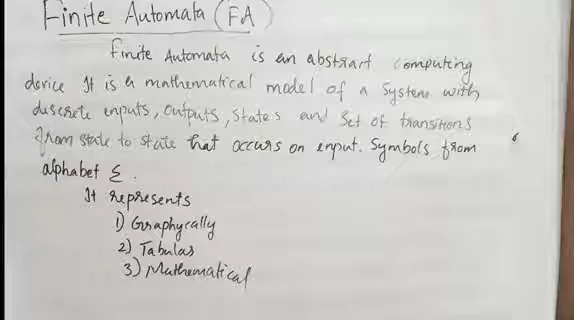 Finite Automata (FA)
Finite Automata is an abstract computing
device It is a mathematical model of a System with
discrete inputs, outputs, states and Set of transitions
from state to state that occurs on input. Symbols from
alphabet Σ.
It represents
1) Graphycally
2) Tabulas
3) Mathematical